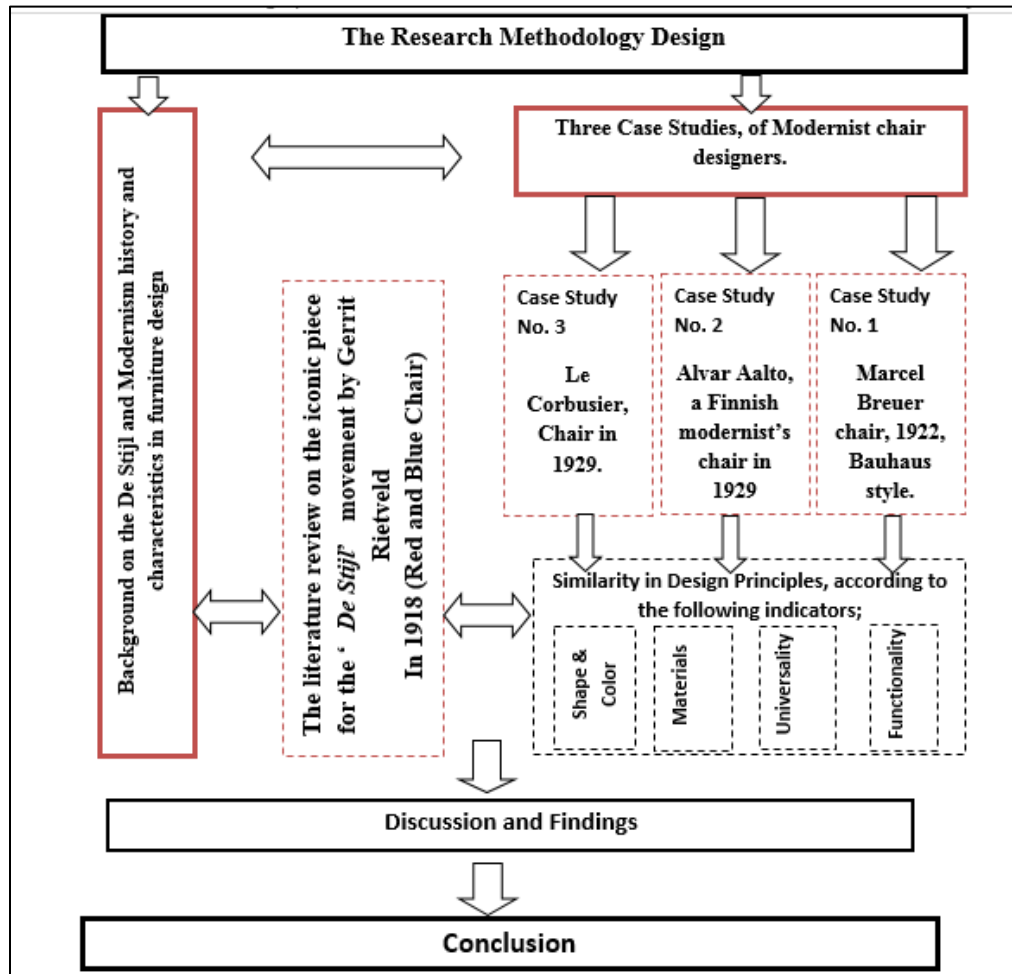 The Research Methodology Design
Background on the De Stijl and Modernism history and
characteristics in furniture design
Three Case Studies, of Modernist chair
designers.
The literature review on the iconic piece
for the ‘ De Stijl’ movement by Gerrit
Rietveld
In 1918 (Red and Blue Chair)
Case Study
No. 3
Le
Corbusier,
Chair in
1929.
Case Study
No. 2
Alvar Aalto,
a Finnish
modernist’s
chair in
1929
Case Study
No. 1
Marcel
Breuer
chair, 1922,
Bauhaus
style.
Similarity in Design Principles, according to
the following indicators;
Shape &
Color
Materials
Universality
Functionality
Discussion and Findings
Conclusion